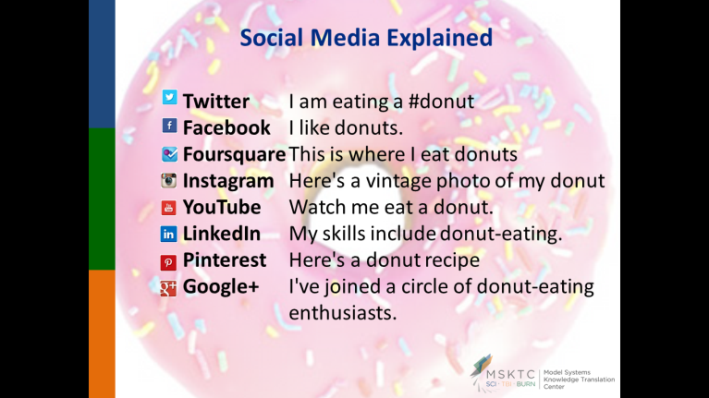 Social Media Explained
Twitter I am eating a #donut
Facebook I like donuts.
Foursquare This is where I eat donuts
Instagram Here's a vintage photo of my donut
YouTube Watch me eat a donut.
LinkedIn My skills include donut-eating.
Pinterest Here's a donut recipe
Google+ I've joined a circle of donut-eating
enthusiasts.
MSKTC
SCI · TBI · BURN
Model Systems
Knowledge Translation
Center